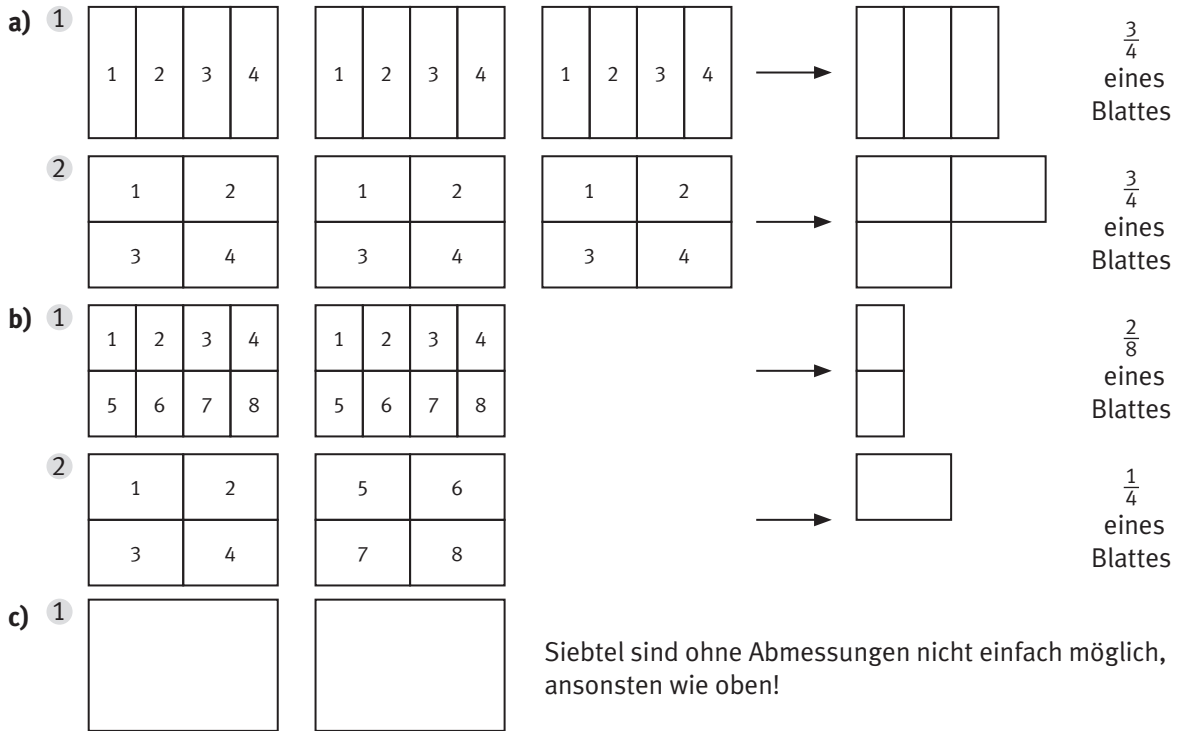 a) 1
1 2 3 4 1 2 3 4 1 2 3 4
3/4
eines
Blattes
2
1 2 1 2 1 2
3 4 3 4 3 4
3/4
eines
Blattes
b) 1
1 2 3 4 1 2 3 4
5 6 7 8 5 6 7 8
2/8
eines
Blattes
2
1 2 5 6
3 4 7 8
1/4
eines
Blattes
c) 1
Siebtel sind ohne Abmessungen nicht einfach möglich,
ansonsten wie oben!